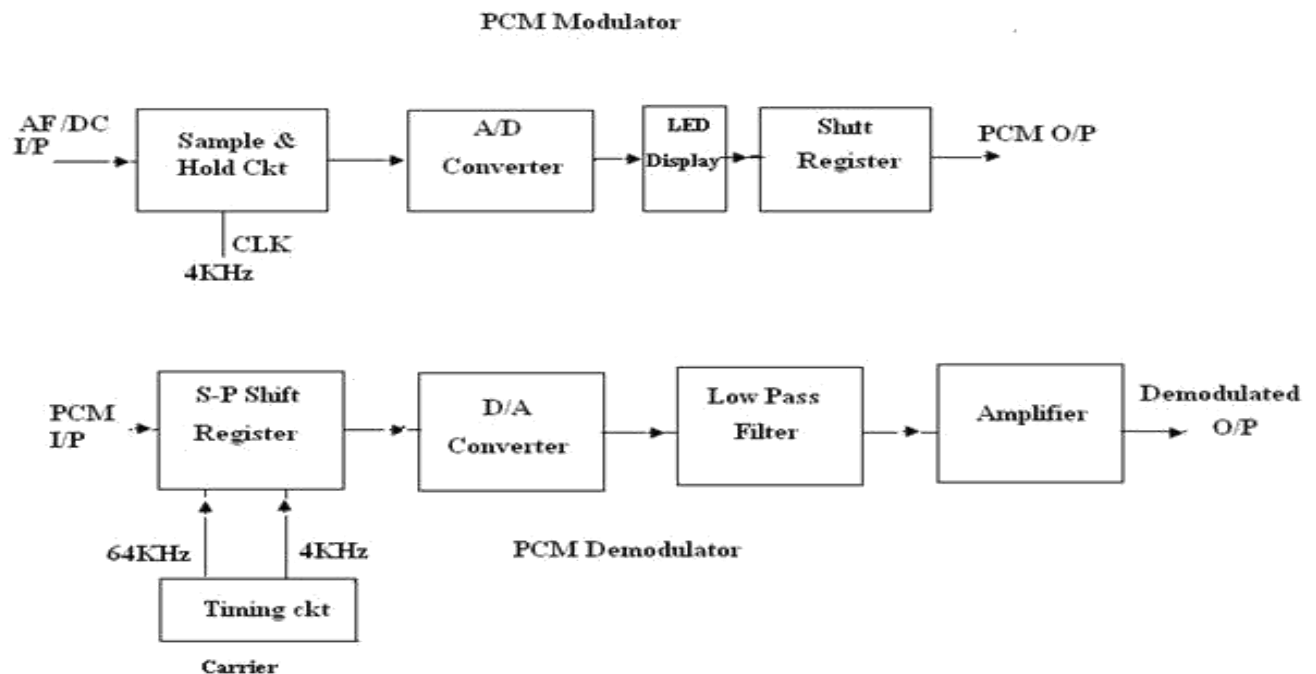 PCM Modulator
AF /DC
I/P
Sample &
Hold Ckt
A/D
Converter
LED
Display
Shift
Register
PCM O/P
CLK
4KHz
PCM
I/P
S-P Shift
Register
D/A
Converter
Low Pass
Filter
Amplifier
Demodulated
O/P
64KHz
4KHz
PCM Demodulator
Timing ckt
Carrier